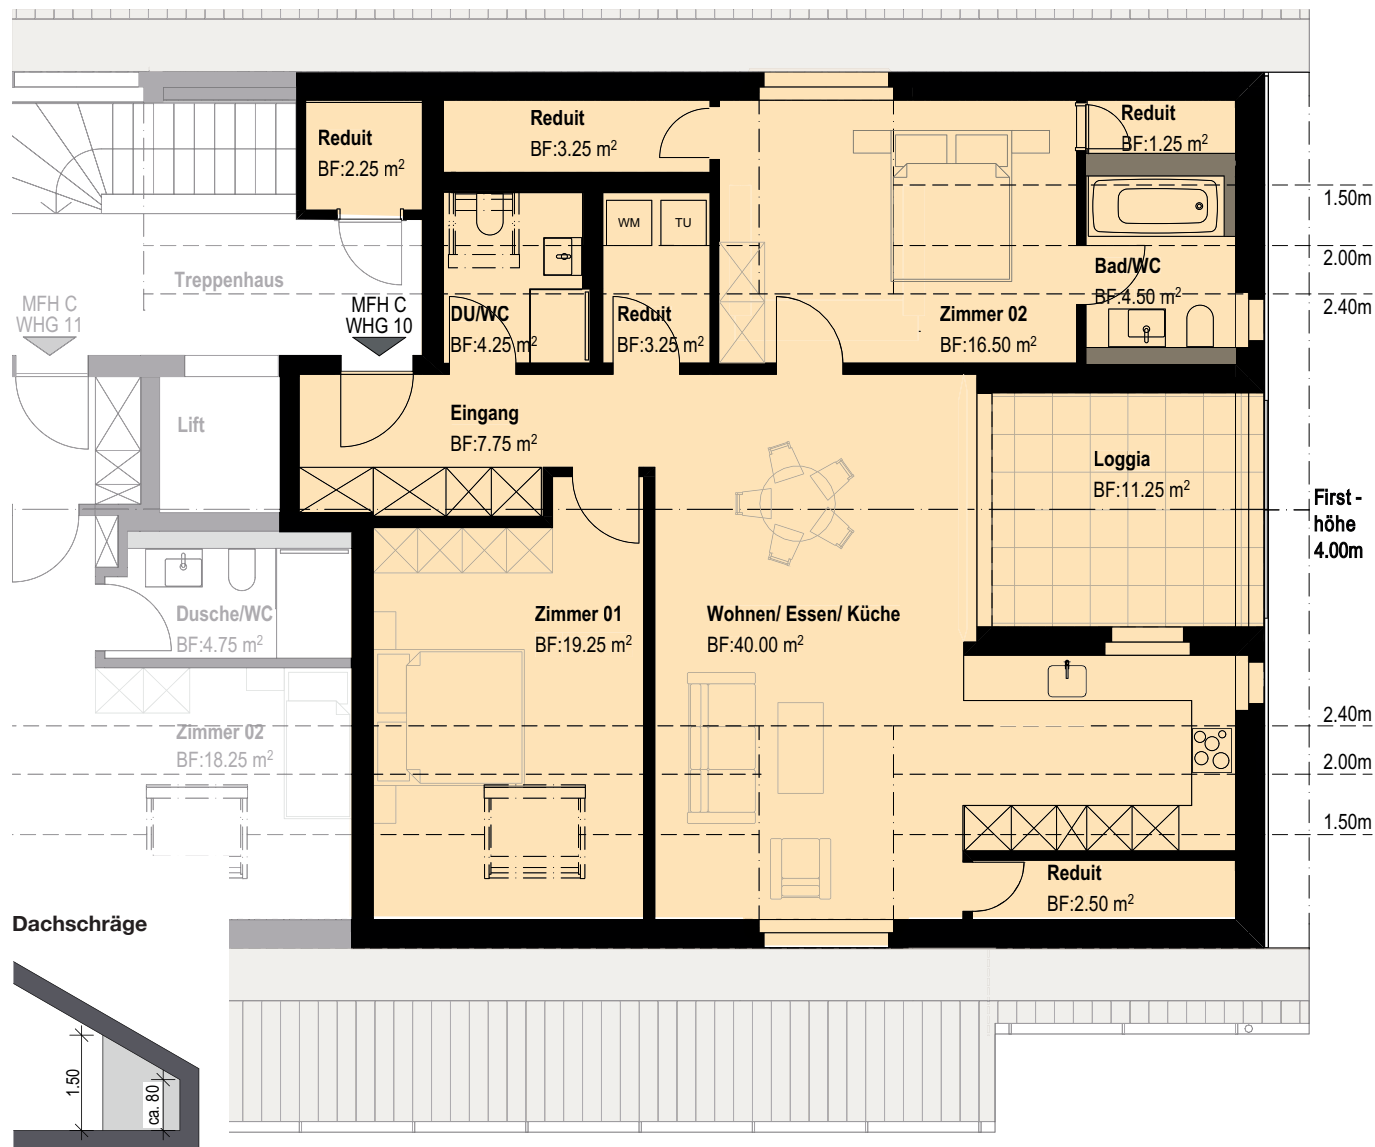 Reduit
BF:2.25 m²
Reduit
BF:3.25 m²
Reduit
BF:1.25 m²
1.50m
2.00m
2.40m
WM
TU
Treppenhaus
MFH C
WHG 11
MFH C
WHG 10
DU/WC
BF:4.25 m²
Reduit
BF:3.25 m²
Zimmer 02
BF:16.50 m²
Bad/WC
BF:4.50 m²
Lift
Eingang
BF:7.75 m²
Loggia
BF:11.25 m²
First -
höhe
4.00m
Dusche/WC
BF:4.75 m²
Zimmer 01
BF:19.25 m²
Wohnen/ Essen/ Küche
BF:40.00 m²
Zimmer 02
BF:18.25 m²
2.40m
2.00m
1.50m
Reduit
BF:2.50 m²
Dachschräge
1.50
ca. 80